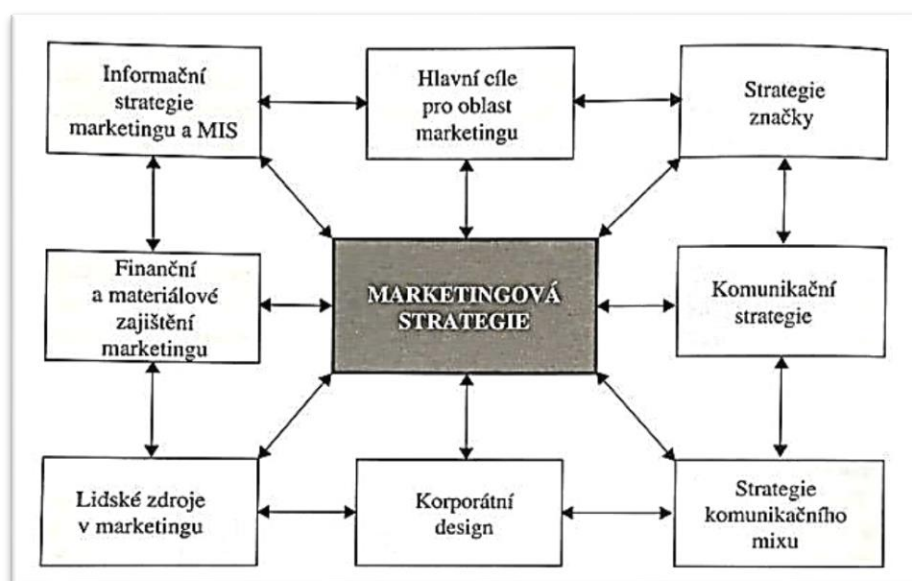 Informační
strategie
marketingu a MIS
Hlavní cíle
pro oblast
marketingu
Strategie
značky
Finanční
a materiálové
zajištění
marketingu
MARKETINGOVÁ
STRATEGIE
Komunikační
strategie
Lidské zdroje
v marketingu
Korporátní
design
Strategie
komunikačního
mixu